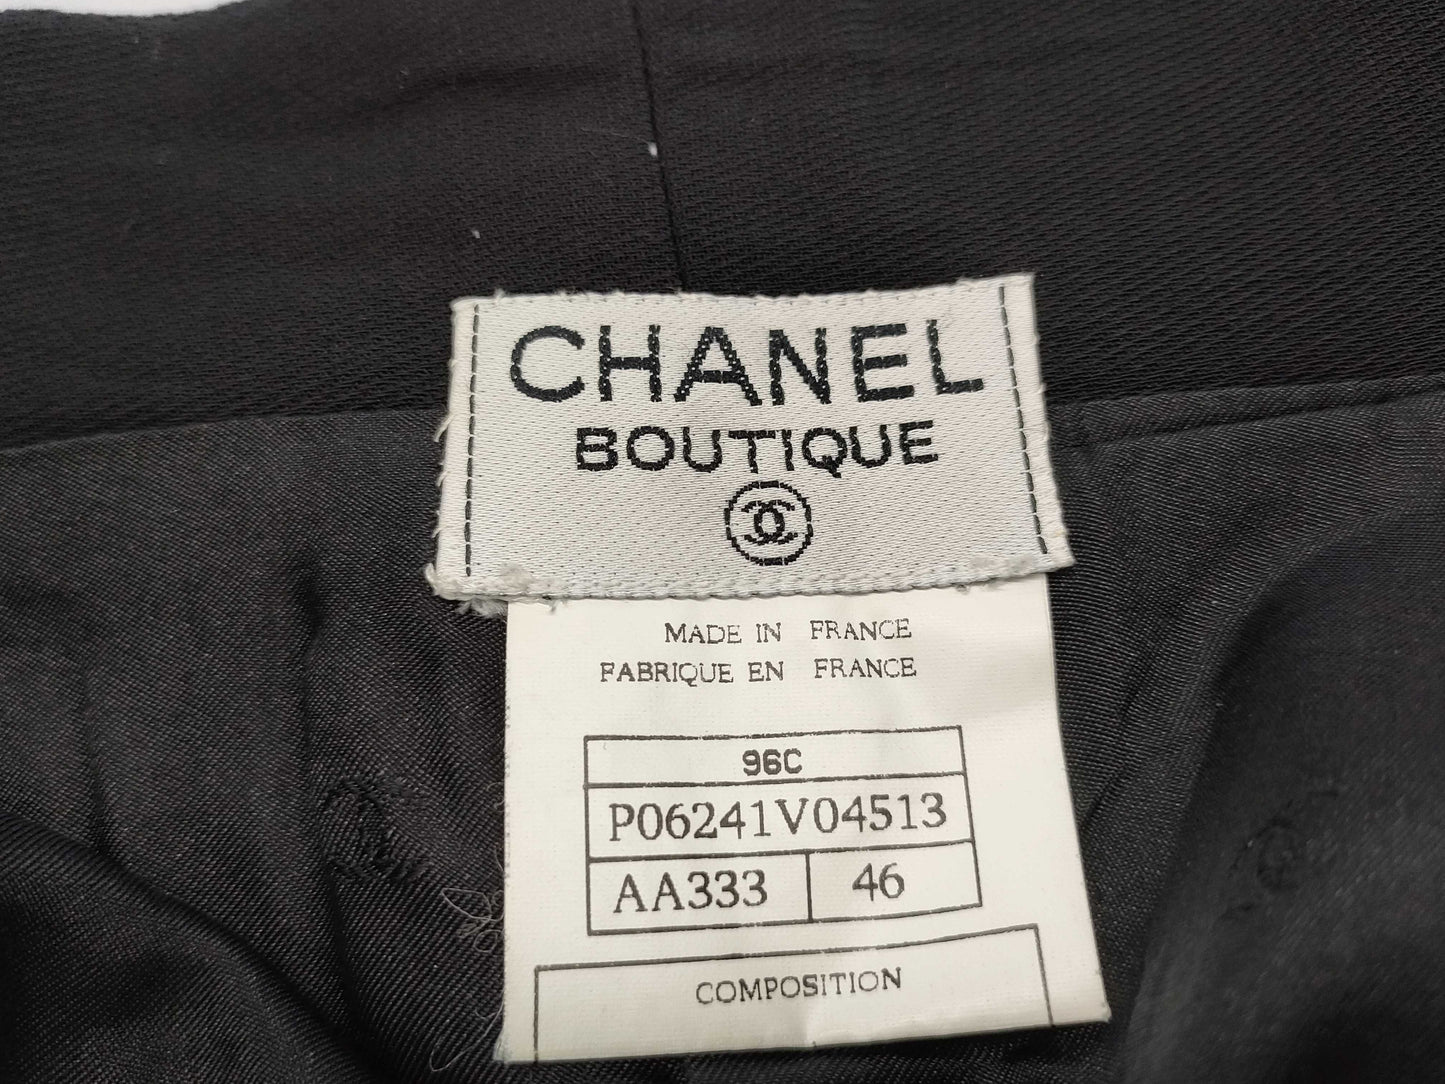 CHANEL
BOUTIQUE
MADE IN FRANCE
FABRIQUE EN FRANCE
96C
P06241V04513
AA333 46
COMPOSITION